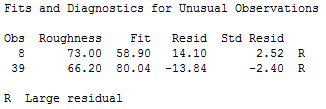 Fits and Diagnostics for Unusual Observations
Obs Roughness Fit Resid Std Resid
8 73.00 58.90 14.10 2.52 R
39 66.20 80.04 -13.84 -2.40 R
R Large residual